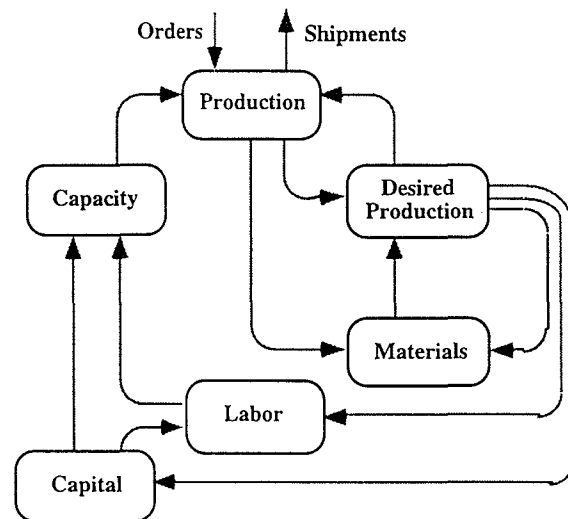 Orders
Shipments
Production
Capacity
Desired
Production
Materials
Labor
Capital